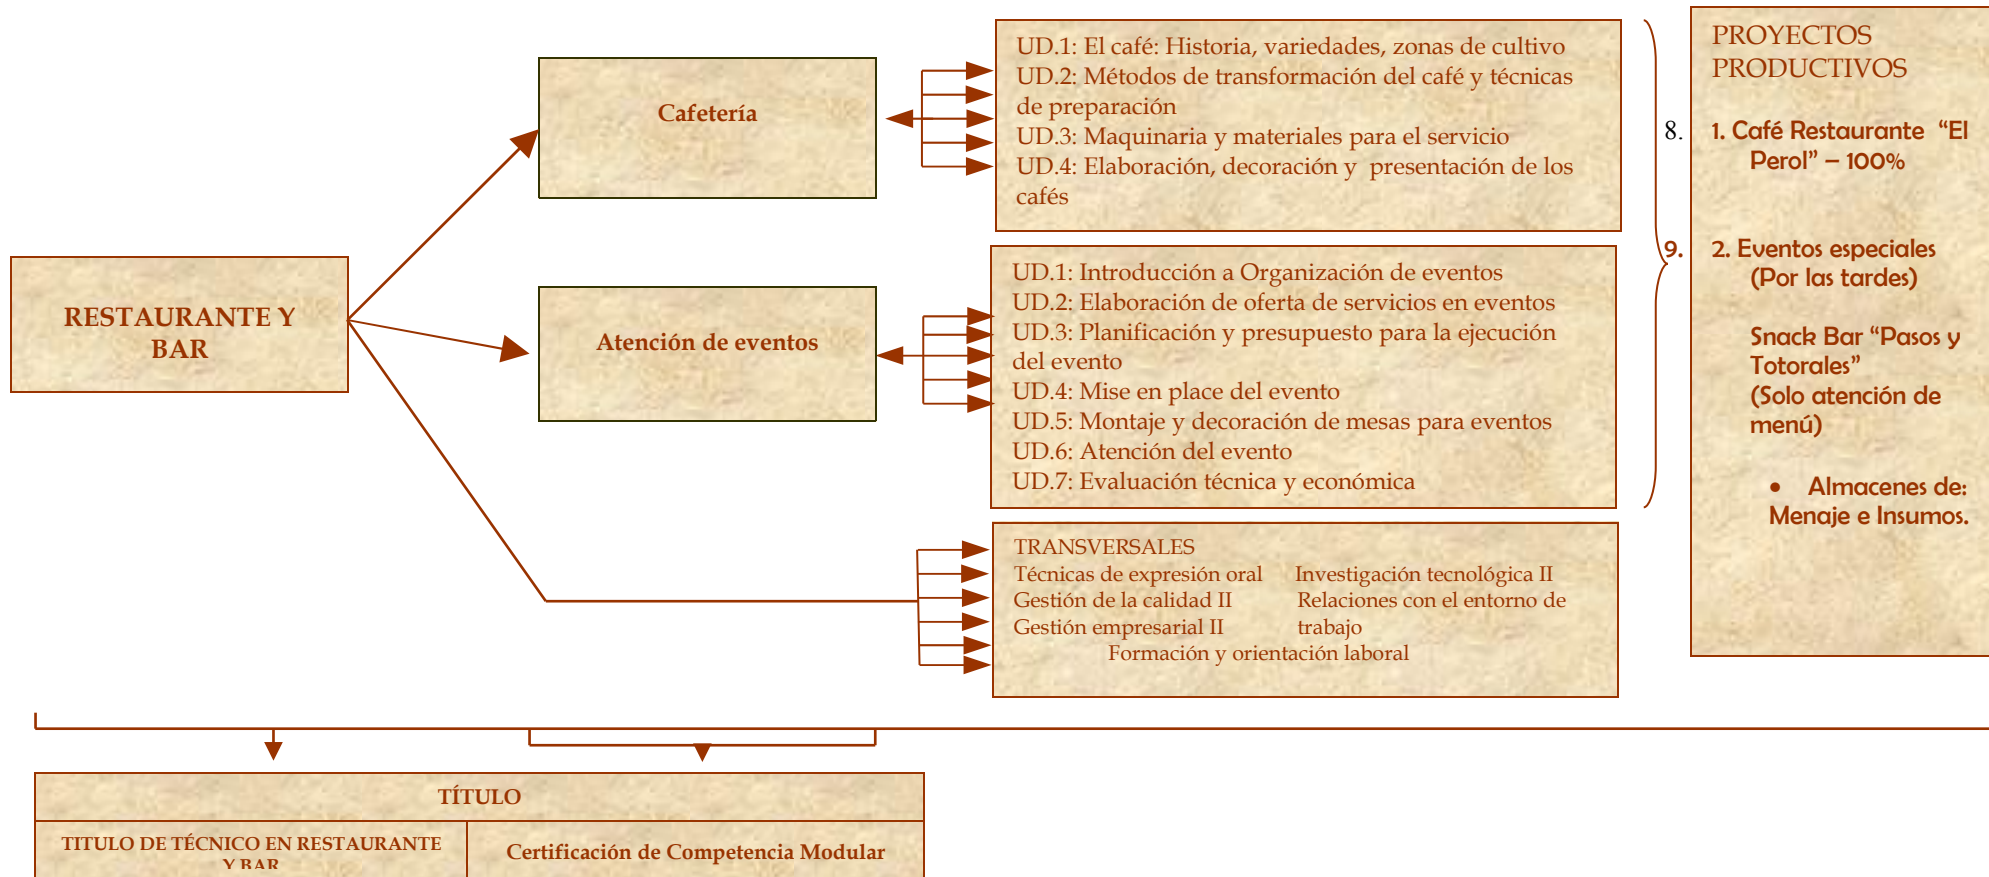 RESTAURANTE Y
BAR
Cafetería
UD.1: El café: Historia, variedades, zonas de cultivo
UD.2: Métodos de transformación del café y técnicas
de preparación
UD.3: Maquinaria y materiales para el servicio
UD.4: Elaboración, decoración y presentación de los
cafés
Atención de eventos
UD.1: Introducción a Organización de eventos
UD.2: Elaboración de oferta de servicios en eventos
UD.3: Planificación y presupuesto para la ejecución
del evento
UD.4: Mise en place del evento
UD.5: Montaje y decoración de mesas para eventos
UD.6: Atención del evento
UD.7: Evaluación técnica y económica
TRANSVERSALES
Técnicas de expresión oral Investigación tecnológica II
Gestión de la calidad II Relaciones con el entorno de
Gestión empresarial II trabajo
Formación y orientación laboral
PROYECTOS
PRODUCTIVOS
8. 1. Café Restaurante “El
Perol” – 100%
9. 2. Eventos especiales
(Por las tardes)
Snack Bar “Pasos y
Totorales”
(Solo atención de
menú)
• Almacenes de:
Menaje e Insumos.
TÍTULO
TITULO DE TÉCNICO EN RESTAURANTE
Y BAR
Certificación de Competencia Modular